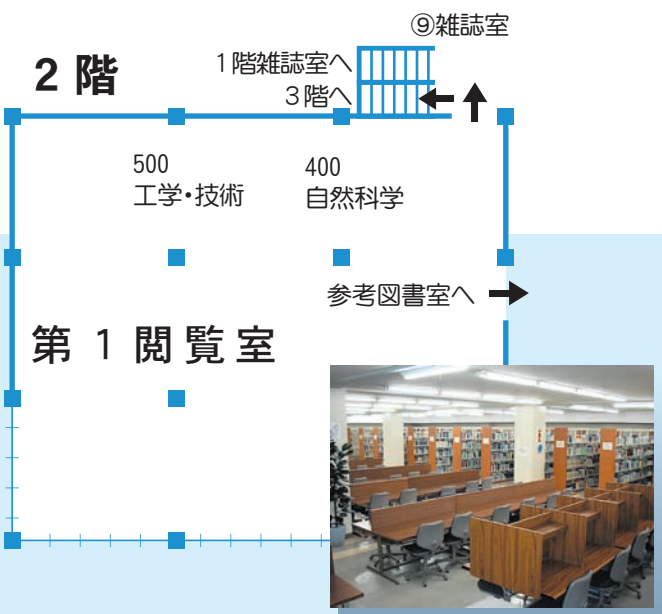 ⑨雑誌室
2階
1階雑誌室へ
3階へ
500
工学・技術
400
自然科学
参考図書室へ
第1閲覧室